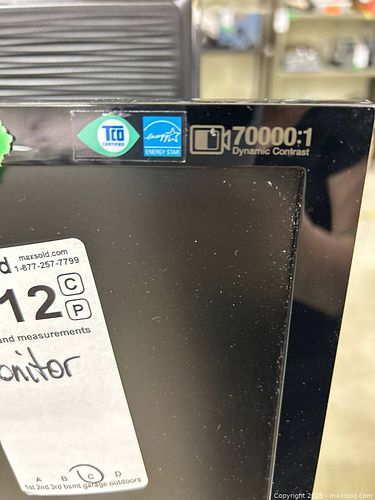 TCO
CERTIFIED
energy
ENERGY STAR
70000:1
Dynamic Contrast
d maxsold.com
1-877-257-7799
12
C
P
and measurements
onitor
A B C D
1st 2nd 3rd bsmt garage outdoors
Copyright 2025 - maxsold.com